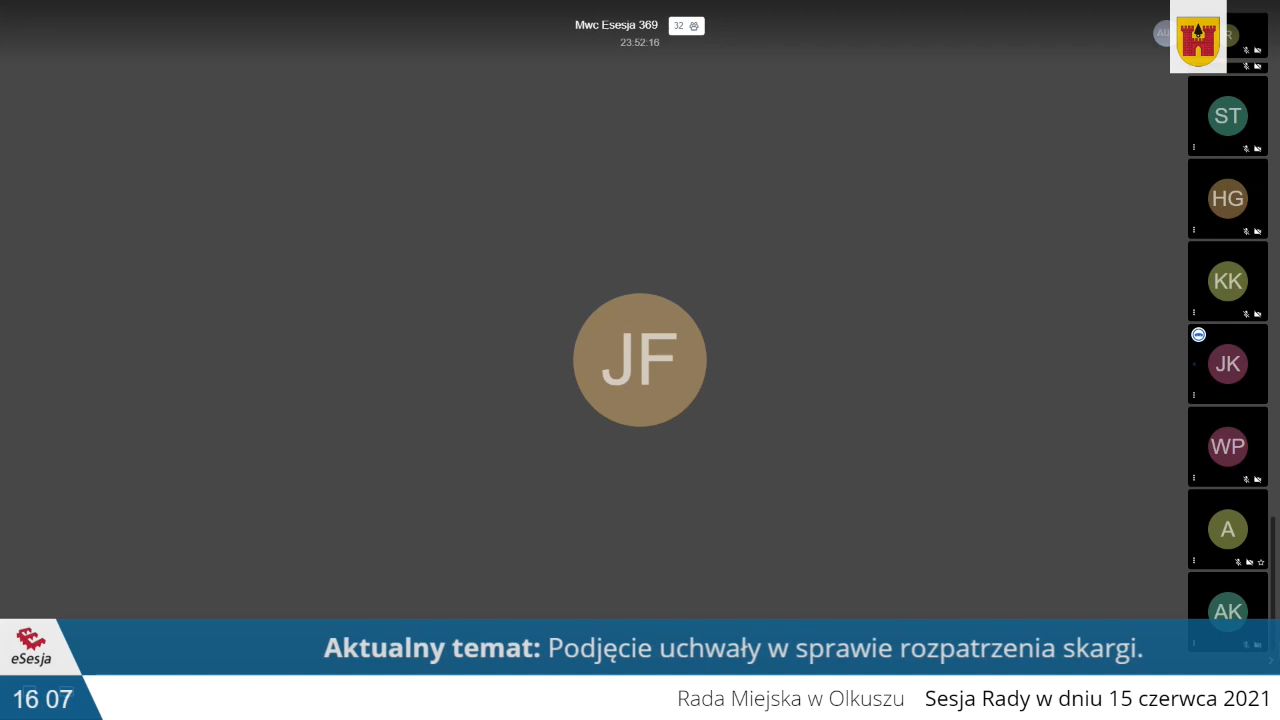 Mwc Esesja 369 32
23:52:16
AU R
ST
HG
KK
JK
WP
A
AK
JF
Aktualny temat: Podjęcie uchwały w sprawie rozpatrzenia skargi.
eSesja
16 07
Rada Miejska w Olkuszu Sesja Rady w dniu 15 czerwca 2021